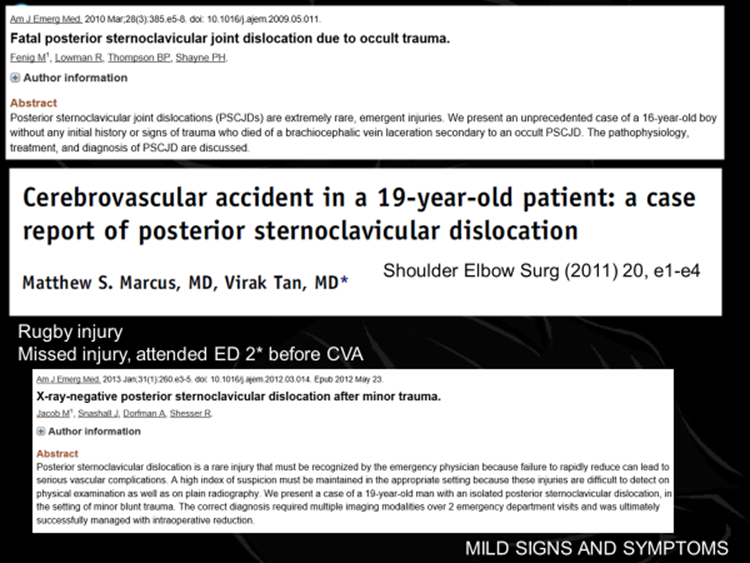 Am J Emerg Med. 2010 Mar;28(3):385.e5-8. doi: 10.1016/j.ajem.2009.05.011.
Fatal posterior sternoclavicular joint dislocation due to occult trauma.
Fenig M1, Lowman R, Thompson BP, Shayne PH.
Author information
Abstract
Posterior sternoclavicular joint dislocations (PSCJDs) are extremely rare, emergent injuries. We present an unprecedented case of a 16-year-old boy
without any initial history or signs of trauma who died of a brachiocephalic vein laceration secondary to an occult PSCJD. The pathophysiology,
treatment, and diagnosis of PSCJD are discussed.
Cerebrovascular accident in a 19-year-old patient: a case
report of posterior sternoclavicular dislocation
Shoulder Elbow Surg (2011) 20, e1-e4
Matthew S. Marcus, MD, Virak Tan, MD*
Rugby injury
Missed injury, attended ED 2* before CVA
Am J Emerg Med. 2013 Jan;31(1):260.e3-5. doi: 10.1016/j.ajem.2012.03.014. Epub 2012 May 23.
X-ray-negative posterior sternoclavicular dislocation after minor trauma.
Jacob M1, Snashall J, Dorfman A, Shesser R.
Author information
Abstract
Posterior sternoclavicular dislocation is a rare injury that must be recognized by the emergency physician because failure to rapidly reduce can lead to
serious vascular complications. A high index of suspicion must be maintained in the appropriate setting because these injuries are difficult to detect on
physical examination as well as on plain radiography. We present a case of a 19-year-old man with an isolated posterior sternoclavicular dislocation, in
the setting of minor blunt trauma. The correct diagnosis required multiple imaging modalities over 2 emergency department visits and was ultimately
successfully managed with intraoperative reduction.
MILD SIGNS AND SYMPTOMS